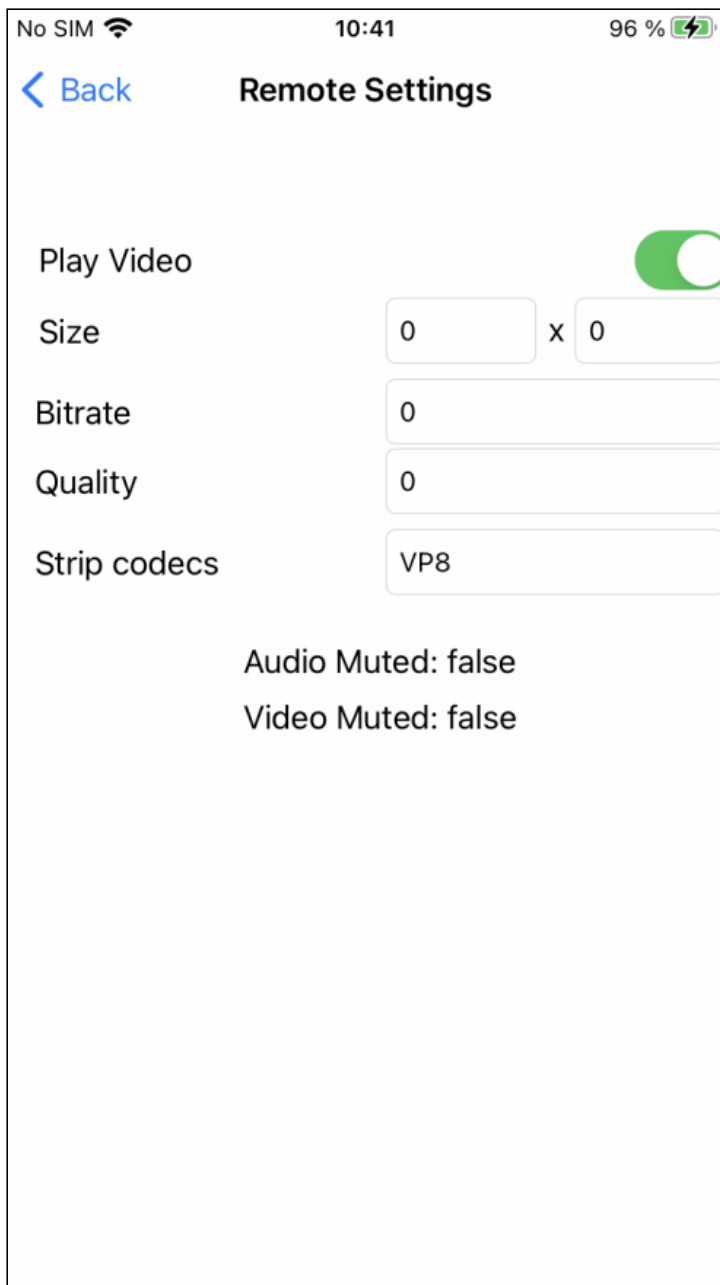 No SIM 10:41 96 %
Back Remote Settings
Play Video
Size 0 x 0
Bitrate 0
Quality 0
Strip codecs VP8
Audio Muted: false
Video Muted: false